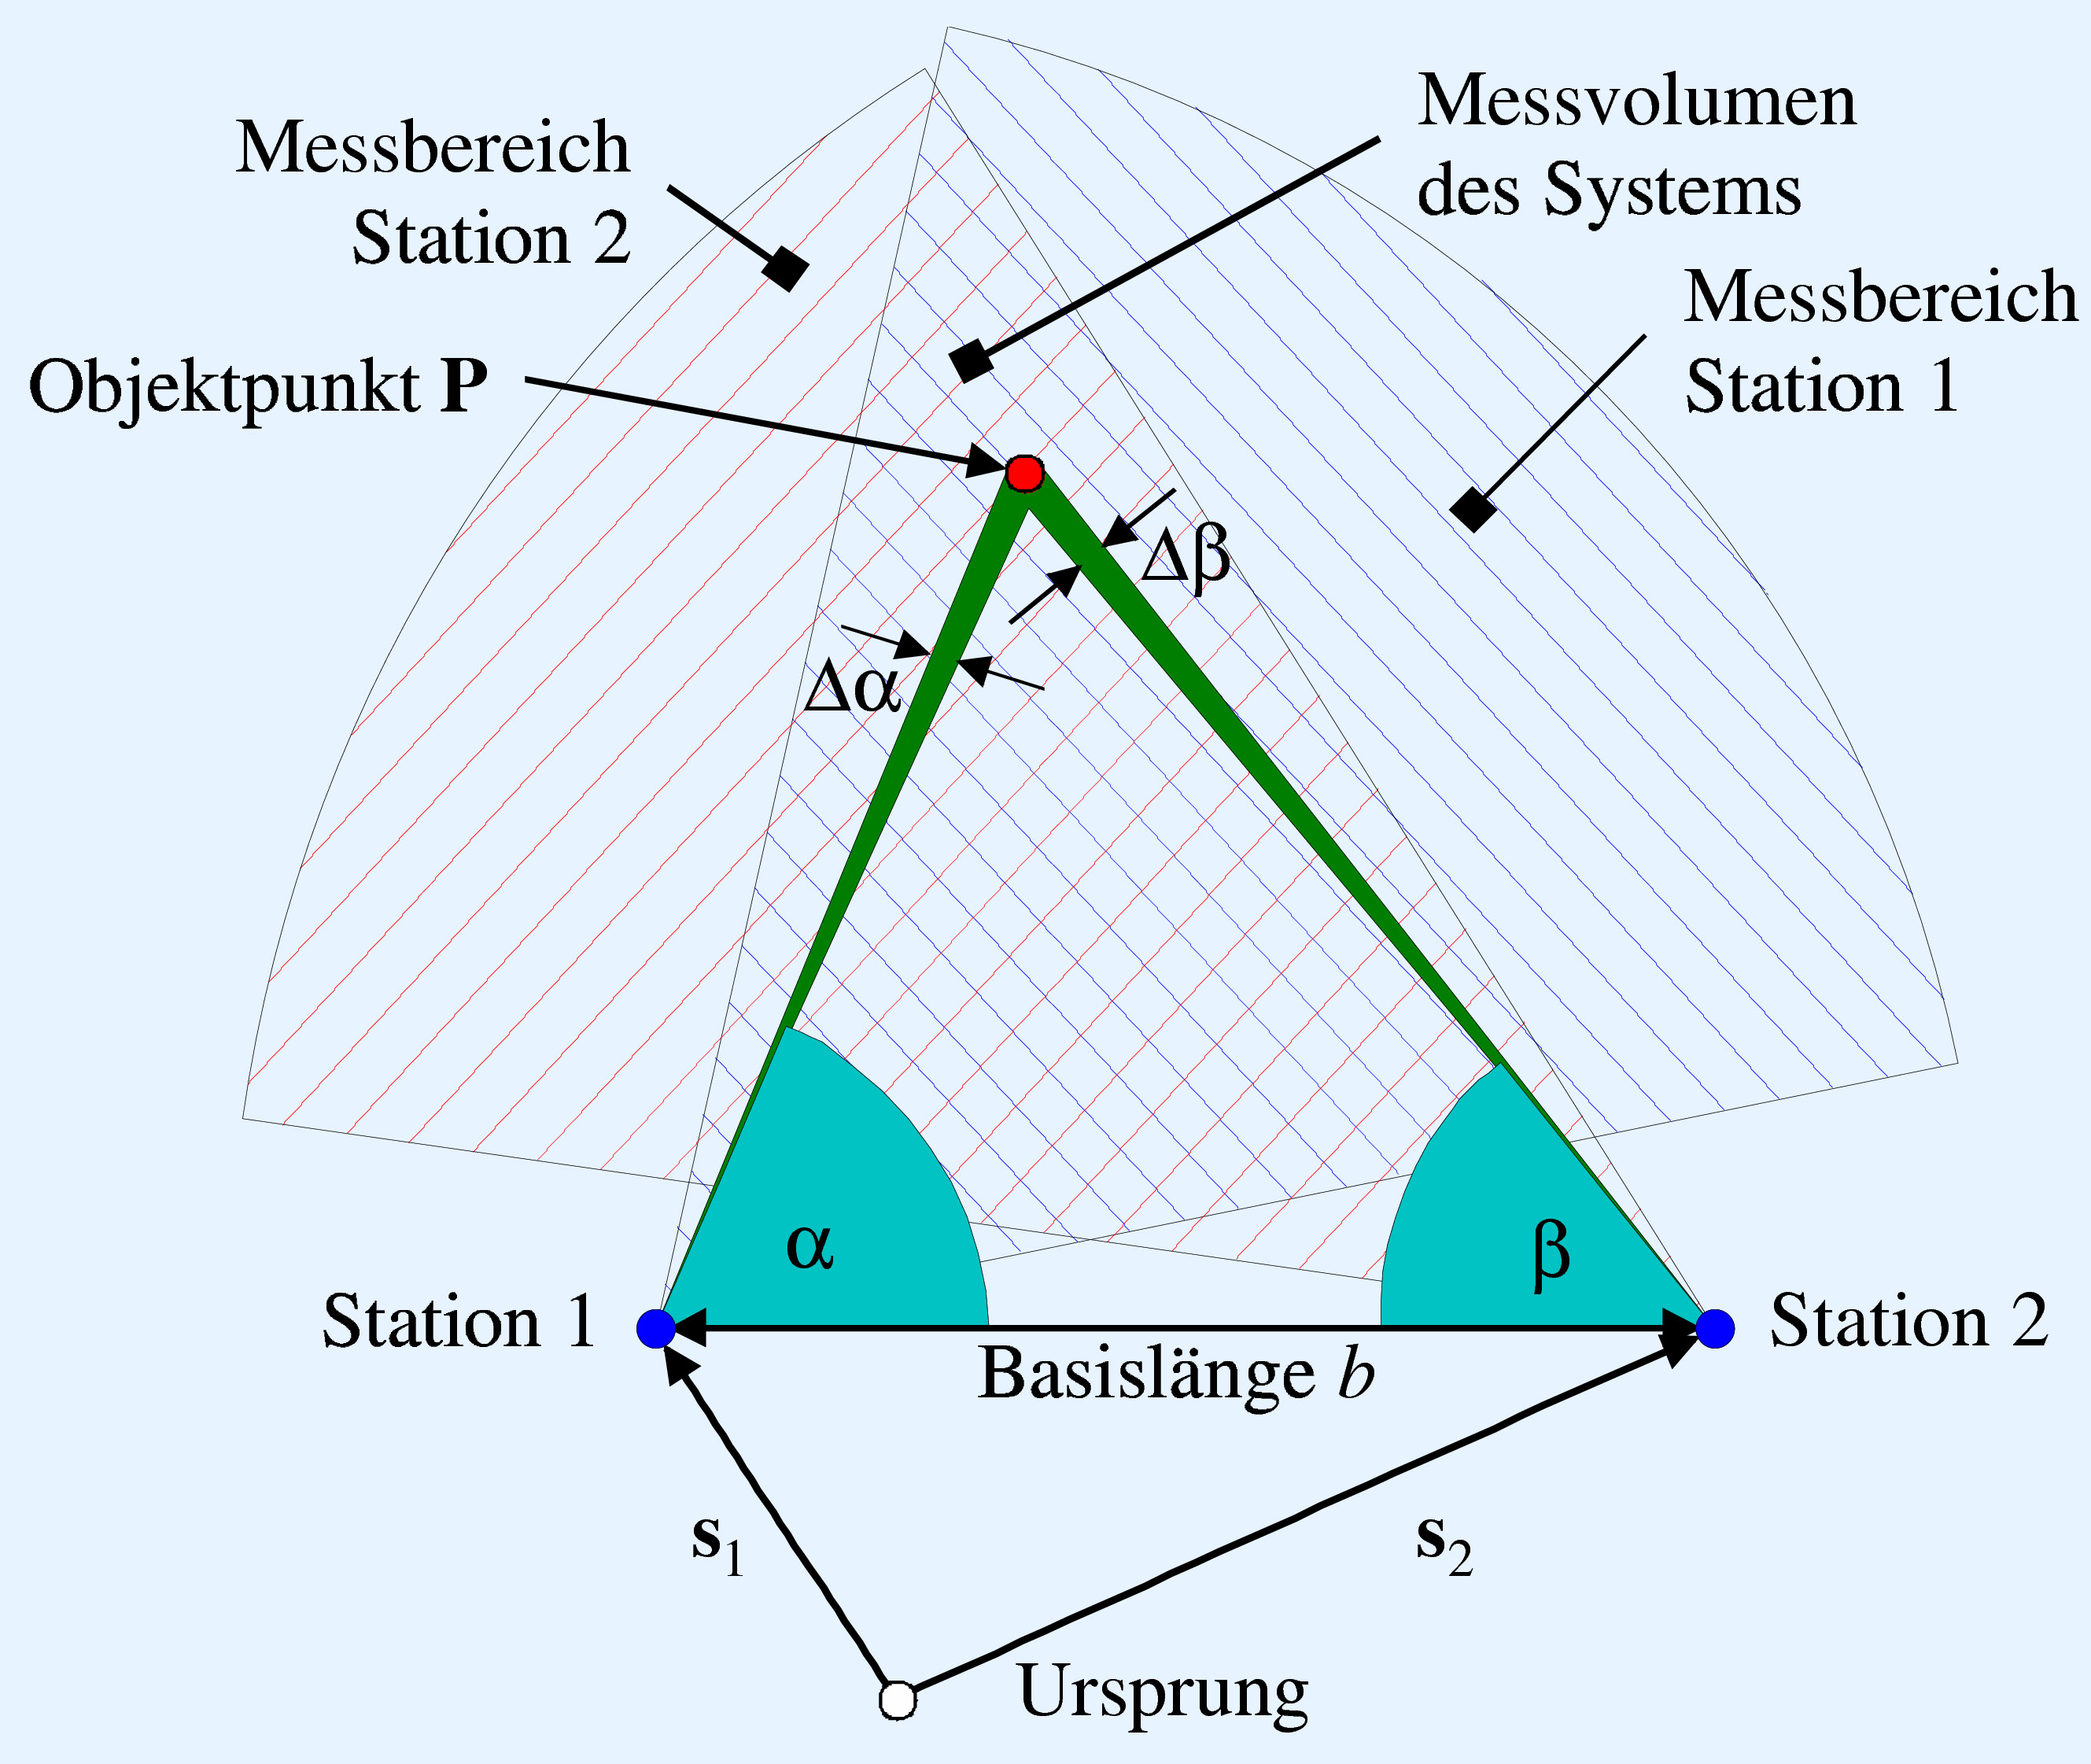 Messvolumen
des Systems
Messbereich
Station 2
Messbereich
Station 1
Objektpunkt P
Δβ
Δα
α
β
Station 1
Station 2
Basislänge b
s1
s2
Ursprung